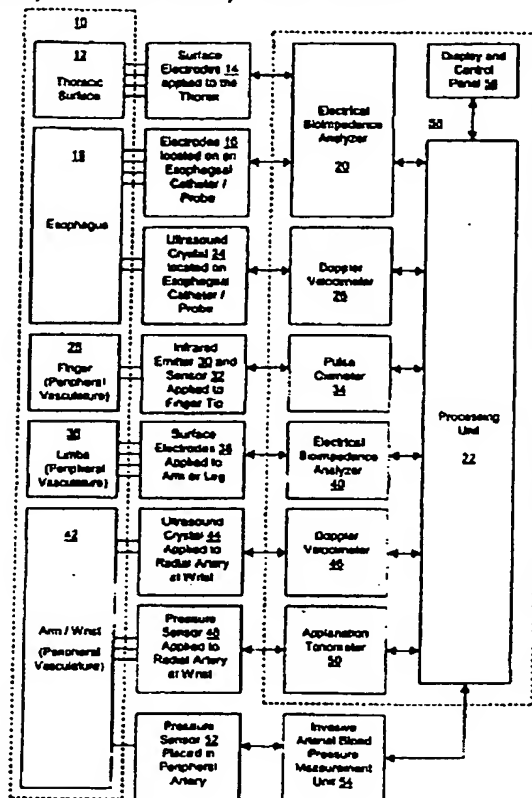 10
12
Thoracic
Surface
Surface
Electrodes 14
applied to the
Thorax
Electrical
Bioimpedance
Analyzer
20
Display and
Control
Panel 58
56
18
Esophagus
Electrodes 16
located on an
Esophageal
Catheter /
Probe
Ultrasound
Crystal 24
located on
Esophageal
Catheter /
Probe
Doppler
Velocimeter
26
28
Finger
(Peripheral
Vasculature)
Infrared
Emitter 30 and
Sensor 32
Applied to
Finger Tip
Pulse
Oximeter
34
Processing
Unit
22
36
Limbs
(Peripheral
Vasculature)
Surface
Electrodes 38
Applied to
Arm or Leg
Electrical
Bioimpedance
Analyzer
40
42
Arm / Wrist
(Peripheral
Vasculature)
Ultrasound
Crystal 44
Applied to
Radial Artery
at Wrist
Doppler
Velocimeter
46
Pressure
Sensor 48
Applied to
Radial Artery
at Wrist
Applanation
Tonometer
50
Pressure
Sensor 52
Placed in
Peripheral
Artery
Invasive
Arterial Blood
Pressure
Measurement
Unit 54